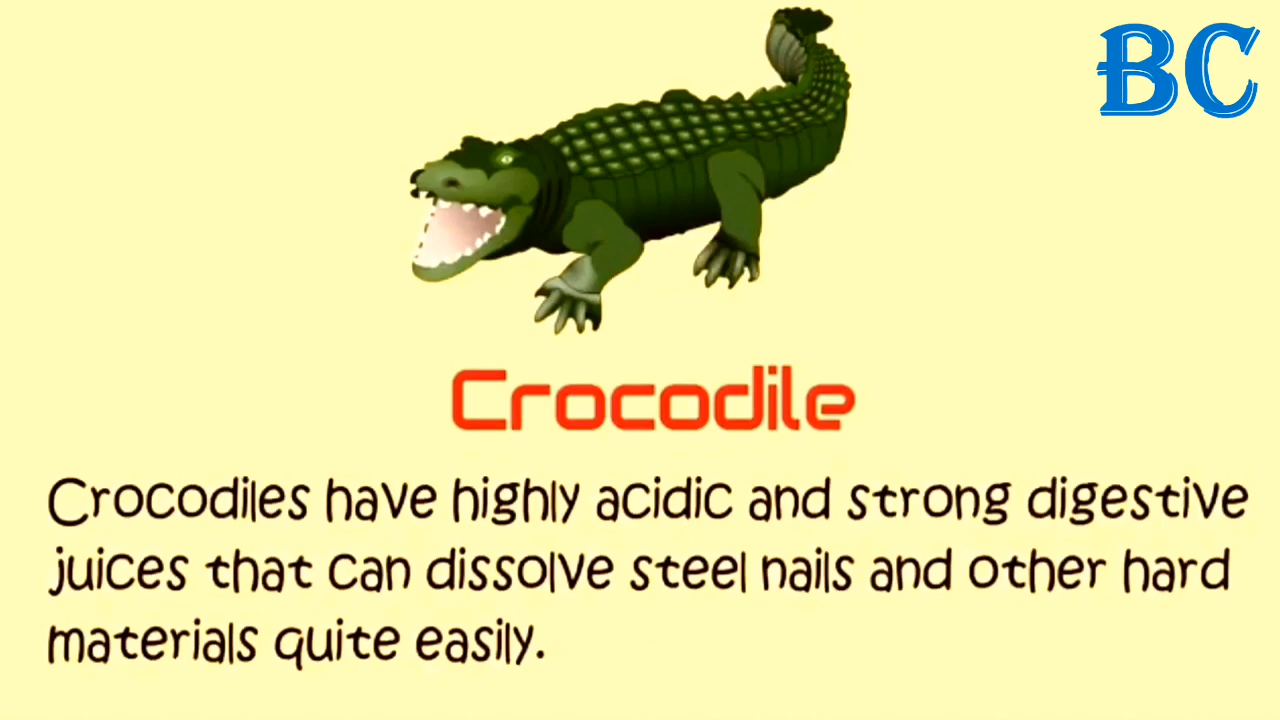 BC
Crocodile
Crocodiles have highly acidic and strong digestive
juices that can dissolve steel nails and other hard
materials quite easily.